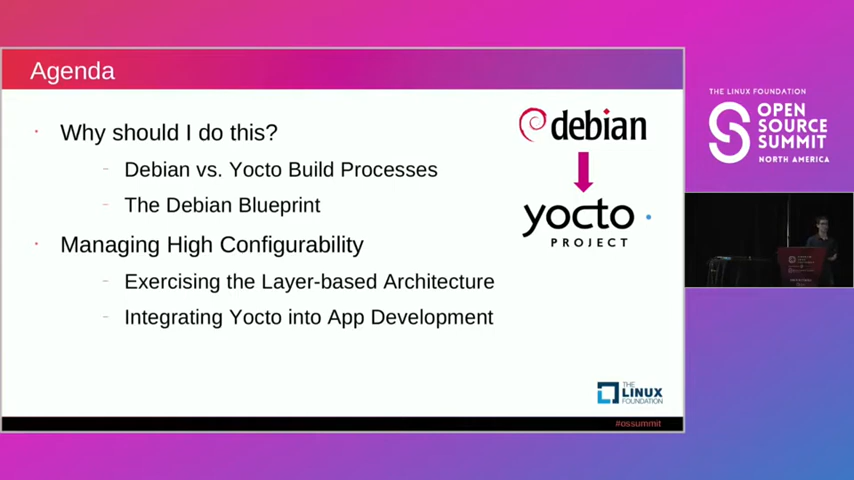 Agenda
Why should I do this?
Debian vs. Yocto Build Processes
The Debian Blueprint
Managing High Configurability
Exercising the Layer-based Architecture
Integrating Yocto into App Development
debian
yocto
PROJECT
THE
LINUX
FOUNDATION
#ossummit
THE LINUX FOUNDATION
OPEN
SOURCE
SUMMIT
NORTH AMERICA